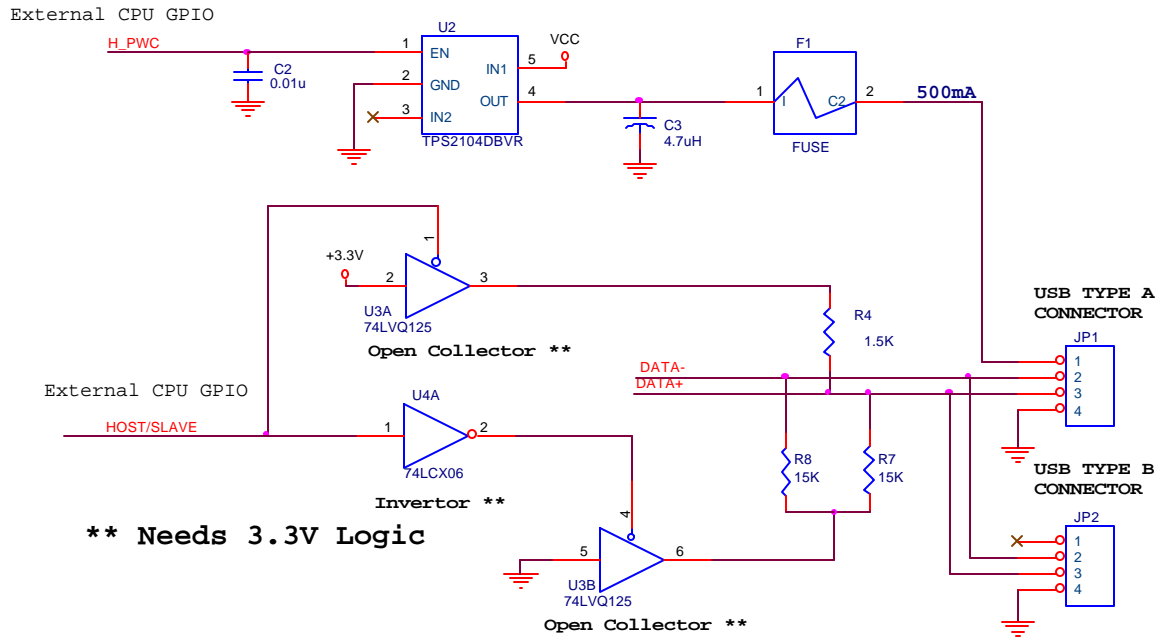 External CPU GPIO
H_PWC
C2
0.01u
U2
1 EN
2 GND
3 IN2
IN1 5
OUT 4
TPS2104DBVR
VCC
C3
4.7uH
F1
1 I
C2 2
FUSE
500mA
+3.3V
1
2
3
U3A
74LVQ125
Open Collector **
R4
1.5K
USB TYPE A
CONNECTOR
JP1
1
2
3
4
DATA-
DATA+
External CPU GPIO
HOST/SLAVE
U4A
1
2
74LCX06
Invertor **
R8
15K
R7
15K
** Needs 3.3V Logic
4
5
6
U3B
74LVQ125
Open Collector **
USB TYPE B
CONNECTOR
JP2
1
2
3
4